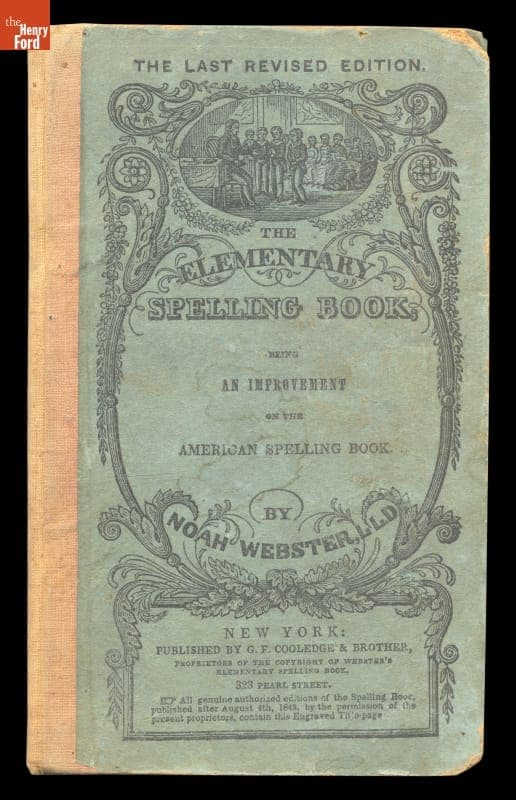 the
Henry
Ford
THE LAST REVISED EDITION.
THE
ELEMENTARY
SPELLING BOOK;
BEING
AN IMPROVEMENT
ON THE
AMERICAN SPELLING BOOK.
BY
NOAH WEBSTER, LL.D.
NEW YORK:
PUBLISHED BY G. F. COOLEDGE & BROTHER,
PROPRIETORS OF THE COPYRIGHT OF WEBSTER'S
ELEMENTARY SPELLING BOOK,
323 PEARL STREET.
☞ All genuine authorized editions of the Spelling Book,
published after August 4th, 1842, by the permission of the
present proprietors, contain this Engraved Title-page